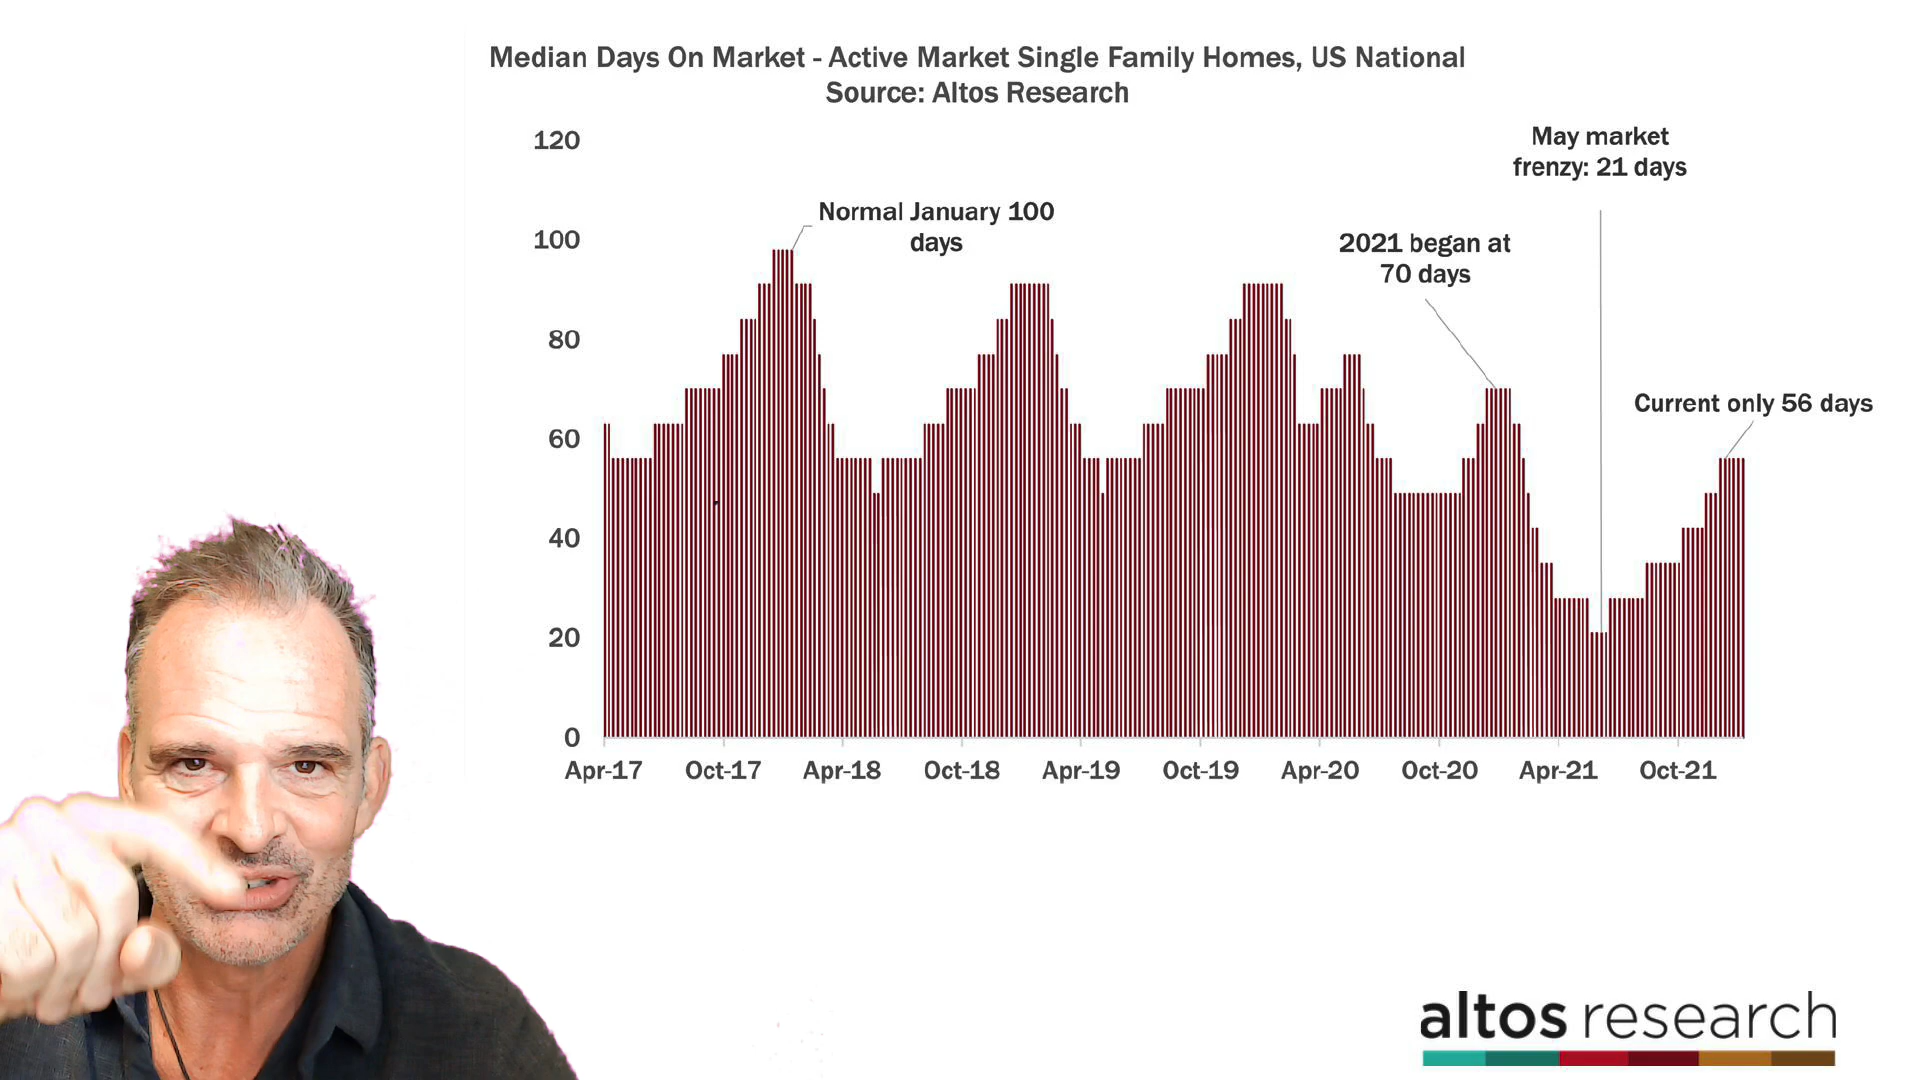 Median Days On Market - Active Market Single Family Homes, US National
Source: Altos Research
120
100
80
60
40
20
0
Normal January 100
days
2021 began at
70 days
May market
frenzy: 21 days
Current only 56 days
Apr-17
Oct-17
Apr-18
Oct-18
Apr-19
Oct-19
Apr-20
Oct-20
Apr-21
Oct-21
altos research